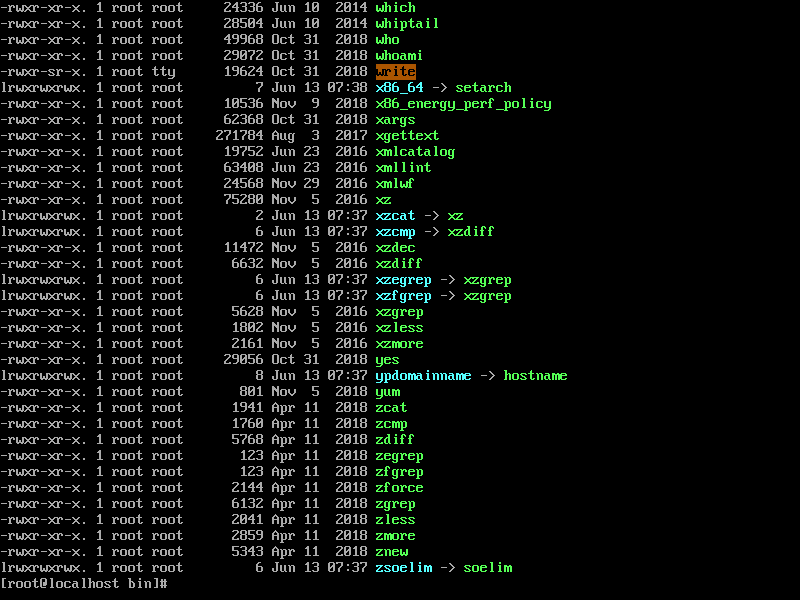 -rwxr-xr-x. 1 root root     24336 Jun 10  2014 which
-rwxr-xr-x. 1 root root     28504 Jun 10  2014 whiptail
-rwxr-xr-x. 1 root root     49968 Oct 31  2018 who
-rwxr-xr-x. 1 root root     29072 Oct 31  2018 whoami
-rwxr-sr-x. 1 root tty      19624 Oct 31  2018 write
lrwxrwxrwx. 1 root root         7 Jun 13 07:38 x86_64 -> setarch
-rwxr-xr-x. 1 root root     10536 Nov  9  2018 x86_energy_perf_policy
-rwxr-xr-x. 1 root root     62368 Oct 31  2018 xargs
-rwxr-xr-x. 1 root root    271784 Aug  3  2017 xgettext
-rwxr-xr-x. 1 root root     19752 Jun 23  2016 xmlcatalog
-rwxr-xr-x. 1 root root     63408 Jun 23  2016 xmllint
-rwxr-xr-x. 1 root root     24568 Nov 29  2016 xmlwf
-rwxr-xr-x. 1 root root     75280 Nov  5  2016 xz
lrwxrwxrwx. 1 root root         2 Jun 13 07:37 xzcat -> xz
lrwxrwxrwx. 1 root root         6 Jun 13 07:37 xzcmp -> xzdiff
-rwxr-xr-x. 1 root root     11472 Nov  5  2016 xzdec
-rwxr-xr-x. 1 root root      6632 Nov  5  2016 xzdiff
lrwxrwxrwx. 1 root root         6 Jun 13 07:37 xzegrep -> xzgrep
lrwxrwxrwx. 1 root root         6 Jun 13 07:37 xzfgrep -> xzgrep
-rwxr-xr-x. 1 root root      5628 Nov  5  2016 xzgrep
-rwxr-xr-x. 1 root root      1802 Nov  5  2016 xzless
-rwxr-xr-x. 1 root root      2161 Nov  5  2016 xzmore
-rwxr-xr-x. 1 root root     29056 Oct 31  2018 yes
lrwxrwxrwx. 1 root root         8 Jun 13 07:37 ypdomainname -> hostname
-rwxr-xr-x. 1 root root       801 Nov  5  2018 yum
-rwxr-xr-x. 1 root root      1941 Apr 11  2018 zcat
-rwxr-xr-x. 1 root root      1760 Apr 11  2018 zcmp
-rwxr-xr-x. 1 root root      5768 Apr 11  2018 zdiff
-rwxr-xr-x. 1 root root       123 Apr 11  2018 zegrep
-rwxr-xr-x. 1 root root       123 Apr 11  2018 zfgrep
-rwxr-xr-x. 1 root root      2144 Apr 11  2018 zforce
-rwxr-xr-x. 1 root root      6132 Apr 11  2018 zgrep
-rwxr-xr-x. 1 root root      2041 Apr 11  2018 zless
-rwxr-xr-x. 1 root root      2859 Apr 11  2018 zmore
-rwxr-xr-x. 1 root root      5343 Apr 11  2018 znew
lrwxrwxrwx. 1 root root         6 Jun 13 07:37 zsoelim -> soelim
[root@localhost bin]#